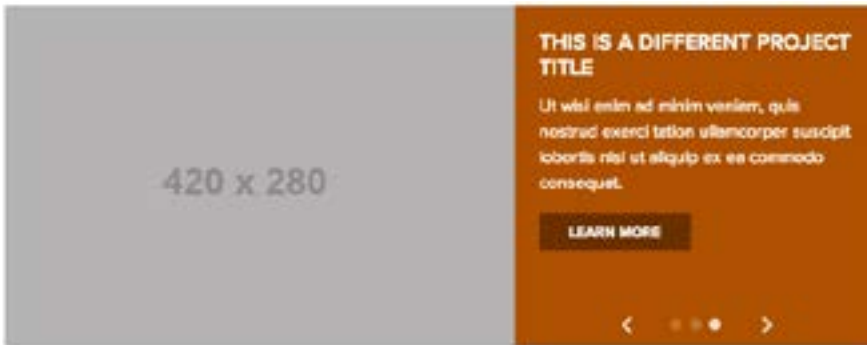 420 x 280
THIS IS A DIFFERENT PROJECT
TITLE
Ut wisi enim ad minim veniam, quis
nostrud exerci tation ullamcorper suscipit
lobortis nisl ut aliquip ex ea commodo
consequat.
LEARN MORE